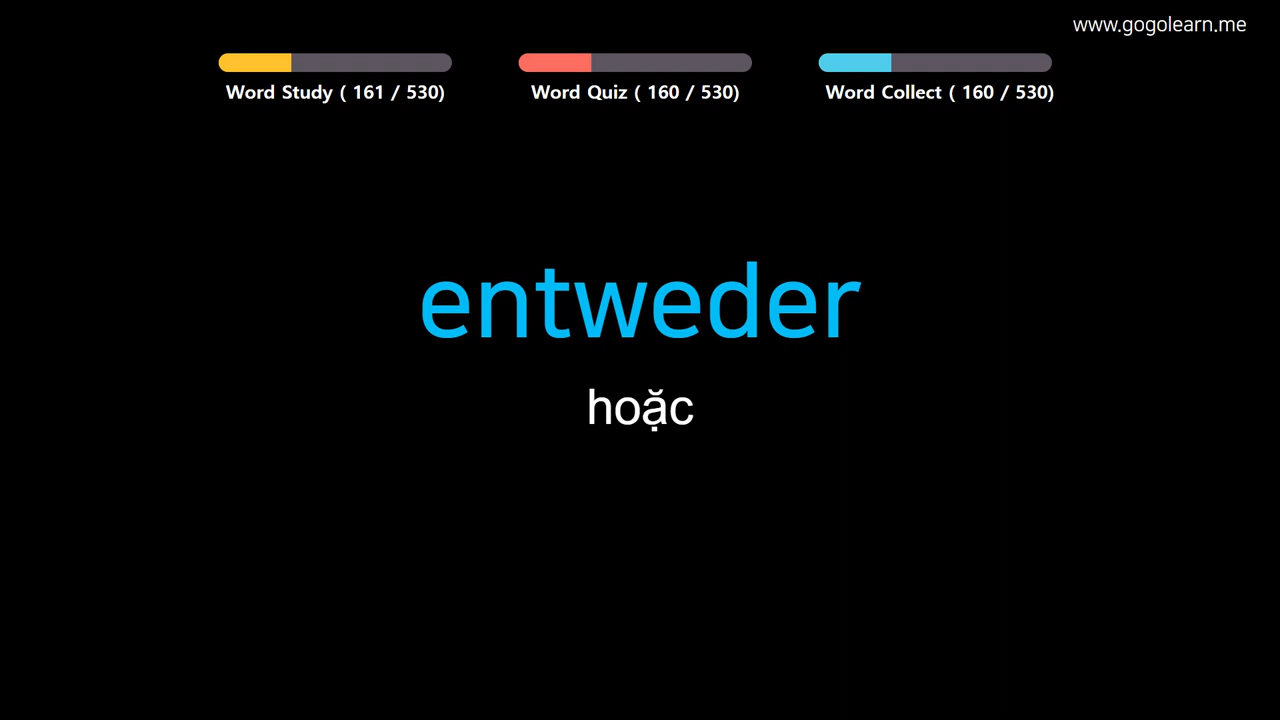 www.gogolearn.me
Word Study ( 161 / 530)
Word Quiz ( 160 / 530)
Word Collect ( 160 / 530)
entweder
hoặc